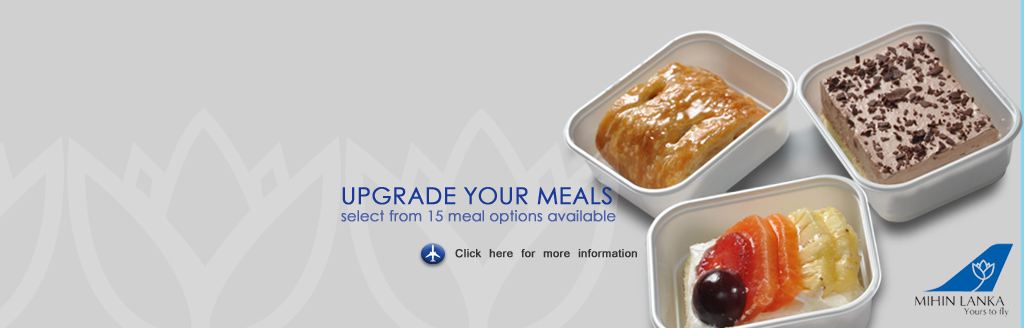 UPGRADE YOUR MEALS
select from 15 meal options available
Click here for more information
MIHIN LANKA
Yours to fly